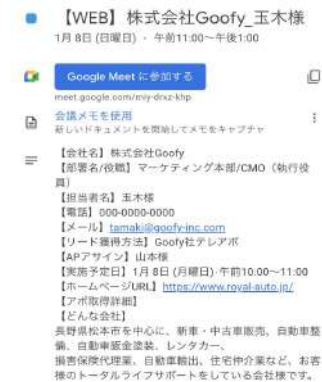 【WEB】株式会社Goofy_玉木様
1月 8日 (日曜日) · 午前11:00～午後1:00
Google Meet に参加する
meet.google.com/miy-drxz-khp
会議メモを使用
新しいドキュメントを開始してメモをキャプチャ
【会社名】株式会社Goofy
【部署名/役職】マーケティング本部/CMO（執行役
員）
【担当者名】玉木様
【電話】000-0000-0000
【メール】tamaki@goofy-inc.com
【リード獲得方法】Goofy社テレアポ
【APアサイン】山本様
【実施予定日】1月 8日 (月曜日)·午前10:00～11:00
【ホームページURL】https://www.royal-auto.jp/
【アポ取得詳細】
【どんな会社】
長野県松本市を中心に、新車・中古車販売、自動車整
備、自動車鈑金塗装、レンタカー、
損害保険代理業、自動車輸出、住宅仲介業など、お客
様のトータルライフサポートをしている会社様です。